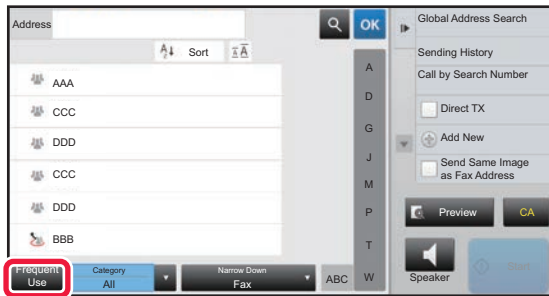 Address
OK
Sort
AAA
CCC
DDD
CCC
DDD
BBB
A
D
G
J
M
P
T
W
Frequent
Use
Category
All
Narrow Down
Fax
ABC
Global Address Search
Sending History
Call by Search Number
Direct TX
Add New
Send Same Image
as Fax Address
Preview
CA
Speaker
Start